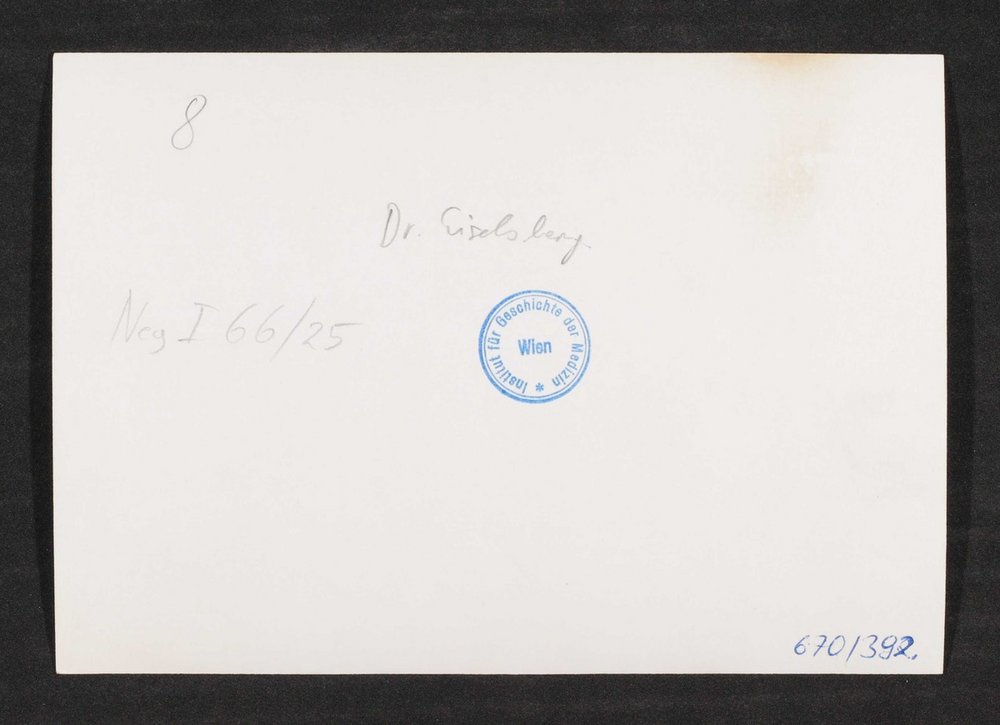 8
Dr. Eiselsberg.
Neg I 66/25
Institut für Geschichte der Medizin *
Wien
670/392.